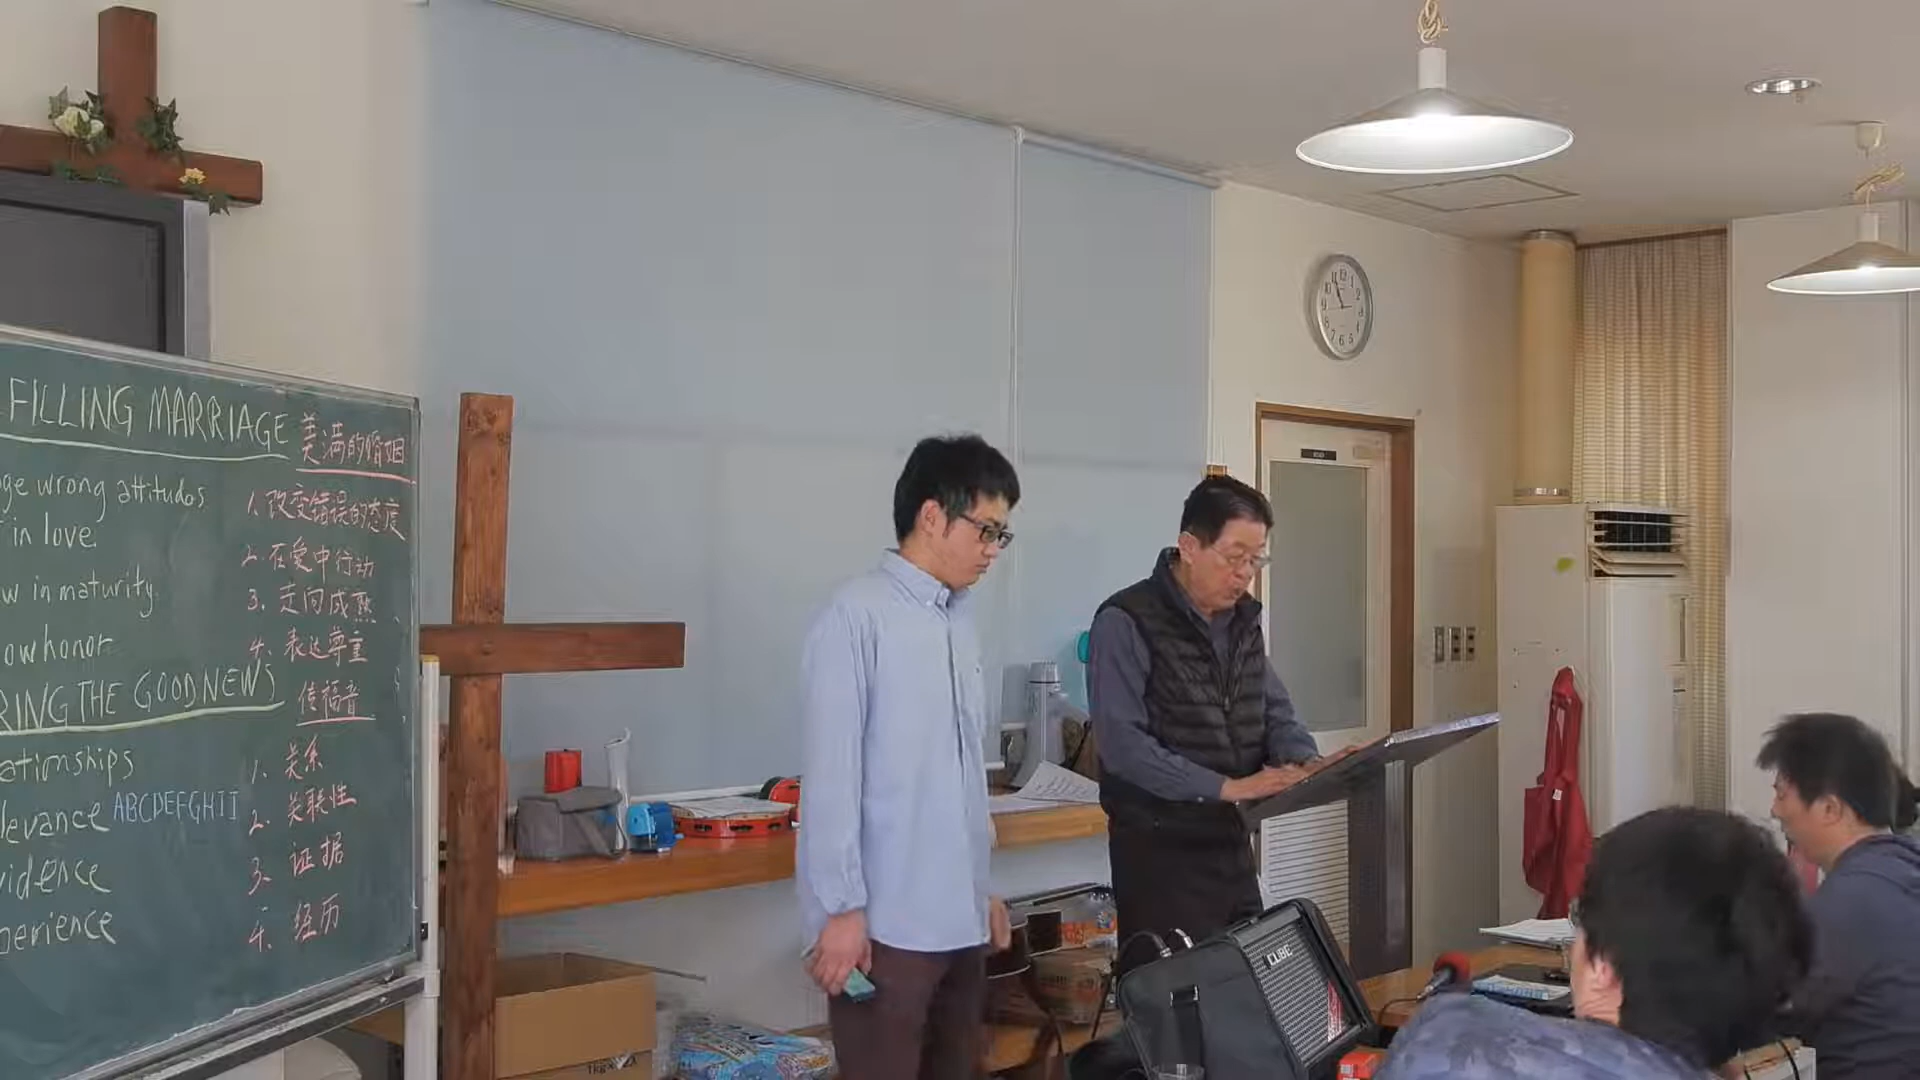 FILLING MARRIAGE 美满的婚姻
ge wrong attitudes
1. 改变错误的态度
in love.
2. 在爱中行动
w in maturity.
3. 走向成熟
ow honor
4. 表达尊重
RING THE GOOD NEWS 传福音
ationships
1. 关系
levance ABCDEFGHIJ
2. 关联性
vidence
3. 证据
perience
4. 经历
CUBE